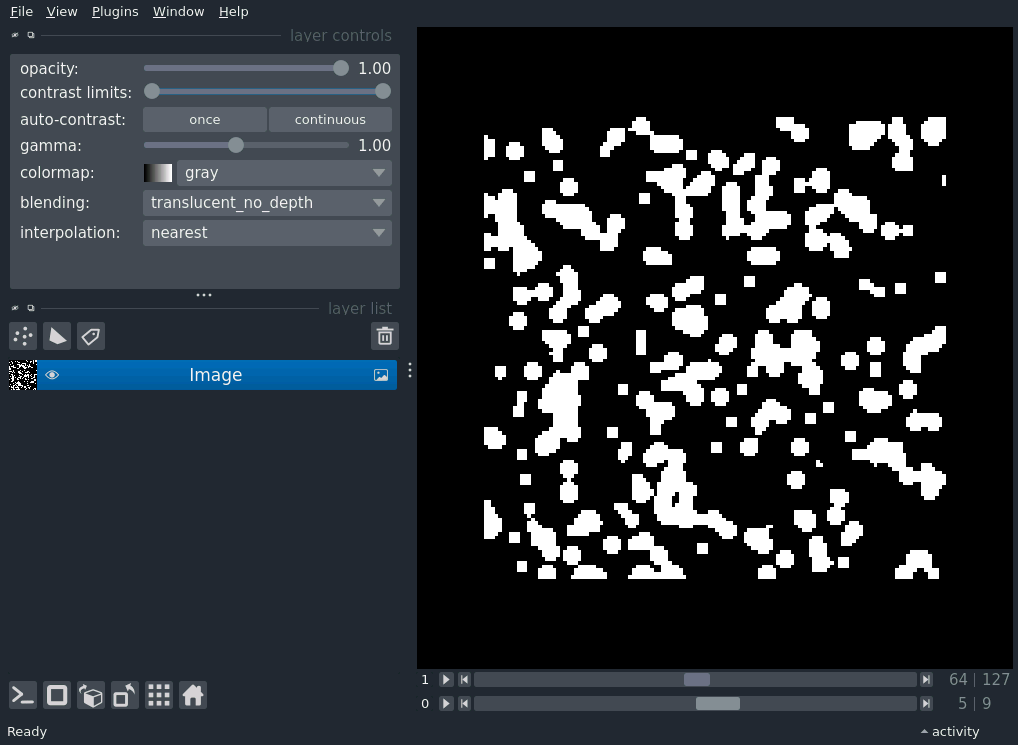 File View Plugins Window Help
layer controls
opacity: 1.00
contrast limits:
auto-contrast: once continuous
gamma: 1.00
colormap: gray
blending: translucent_no_depth
interpolation: nearest
layer list
Image
1 64 | 127
0 5 | 9
Ready activity